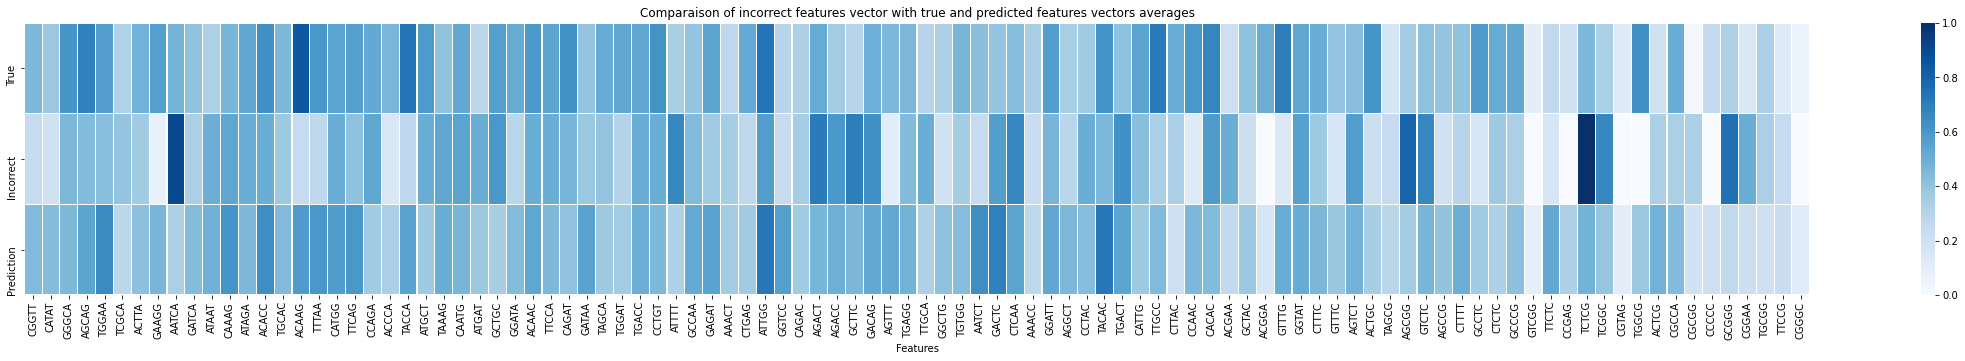 Comparaison of incorrect features vector with true and predicted features vectors averages
True
Incorrect
Prediction
CGGTT CATAT GGGCA AGCAG TGGAA TCGCA ACTTA GAAGG AATCA GATCA ATAAT CAAAG ATAGA ACACC TGCAC ACAAG TTTAA CATGG TTCAG CCAGA ACCCA TACCA ATGCT TAAAG CAATG ATGAT GCTGC GGATA ACAAC TTCCA CAGAT GATAA TAGCA TGGAT TGACC CCTGT ATTTT GCCAA GAGAT AAACT CTGAG ATTGG GGTCC CAGAC AGACT AGACC GCTTC GACAG AGTTT TGAGG TTGCA GGCTG TGTGG AATCT GACTC CTCAA AAACC GGATT AGGCT CCTAC TACAC TGACT CATTG TTGCC CTTAC CCAAC CACAC ACGAA GCTAC ACGGA GTTTG GGTAT CTTTC GTTTC AGTCT ACTGC TAGCG AGCGG GTCTC AGCCG CTTTT GCCTC CTCTC GCCCG GTCGG TTCTC CCGAG TCTCG TCGGC CGTAG TGGCG ACTCG CGCCA CGCGG CCCCC GCGGG CGGAA TGCGG TTCCG CGGGC
Features
1.0
0.8
0.6
0.4
0.2
0.0